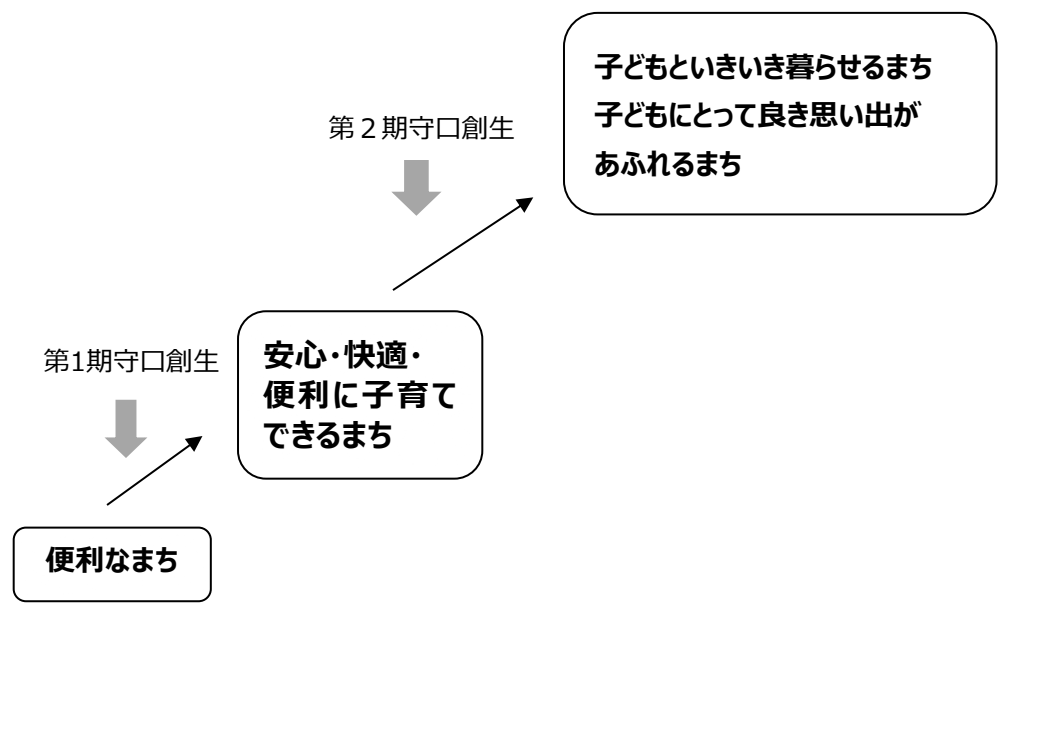 子どもといきいき暮らせるまち
子どもにとって良き思い出が
あふれるまち
第２期守口創生
安心・快適・
便利に子育て
できるまち
第1期守口創生
便利なまち